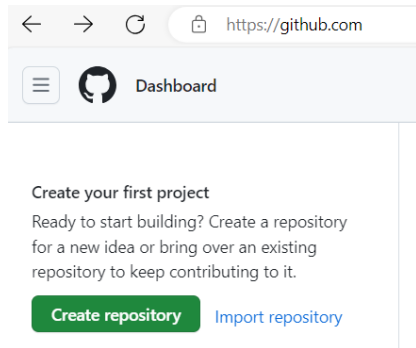 https://github.com
Dashboard
Create your first project
Ready to start building? Create a repository
for a new idea or bring over an existing
repository to keep contributing to it.
Create repository Import repository